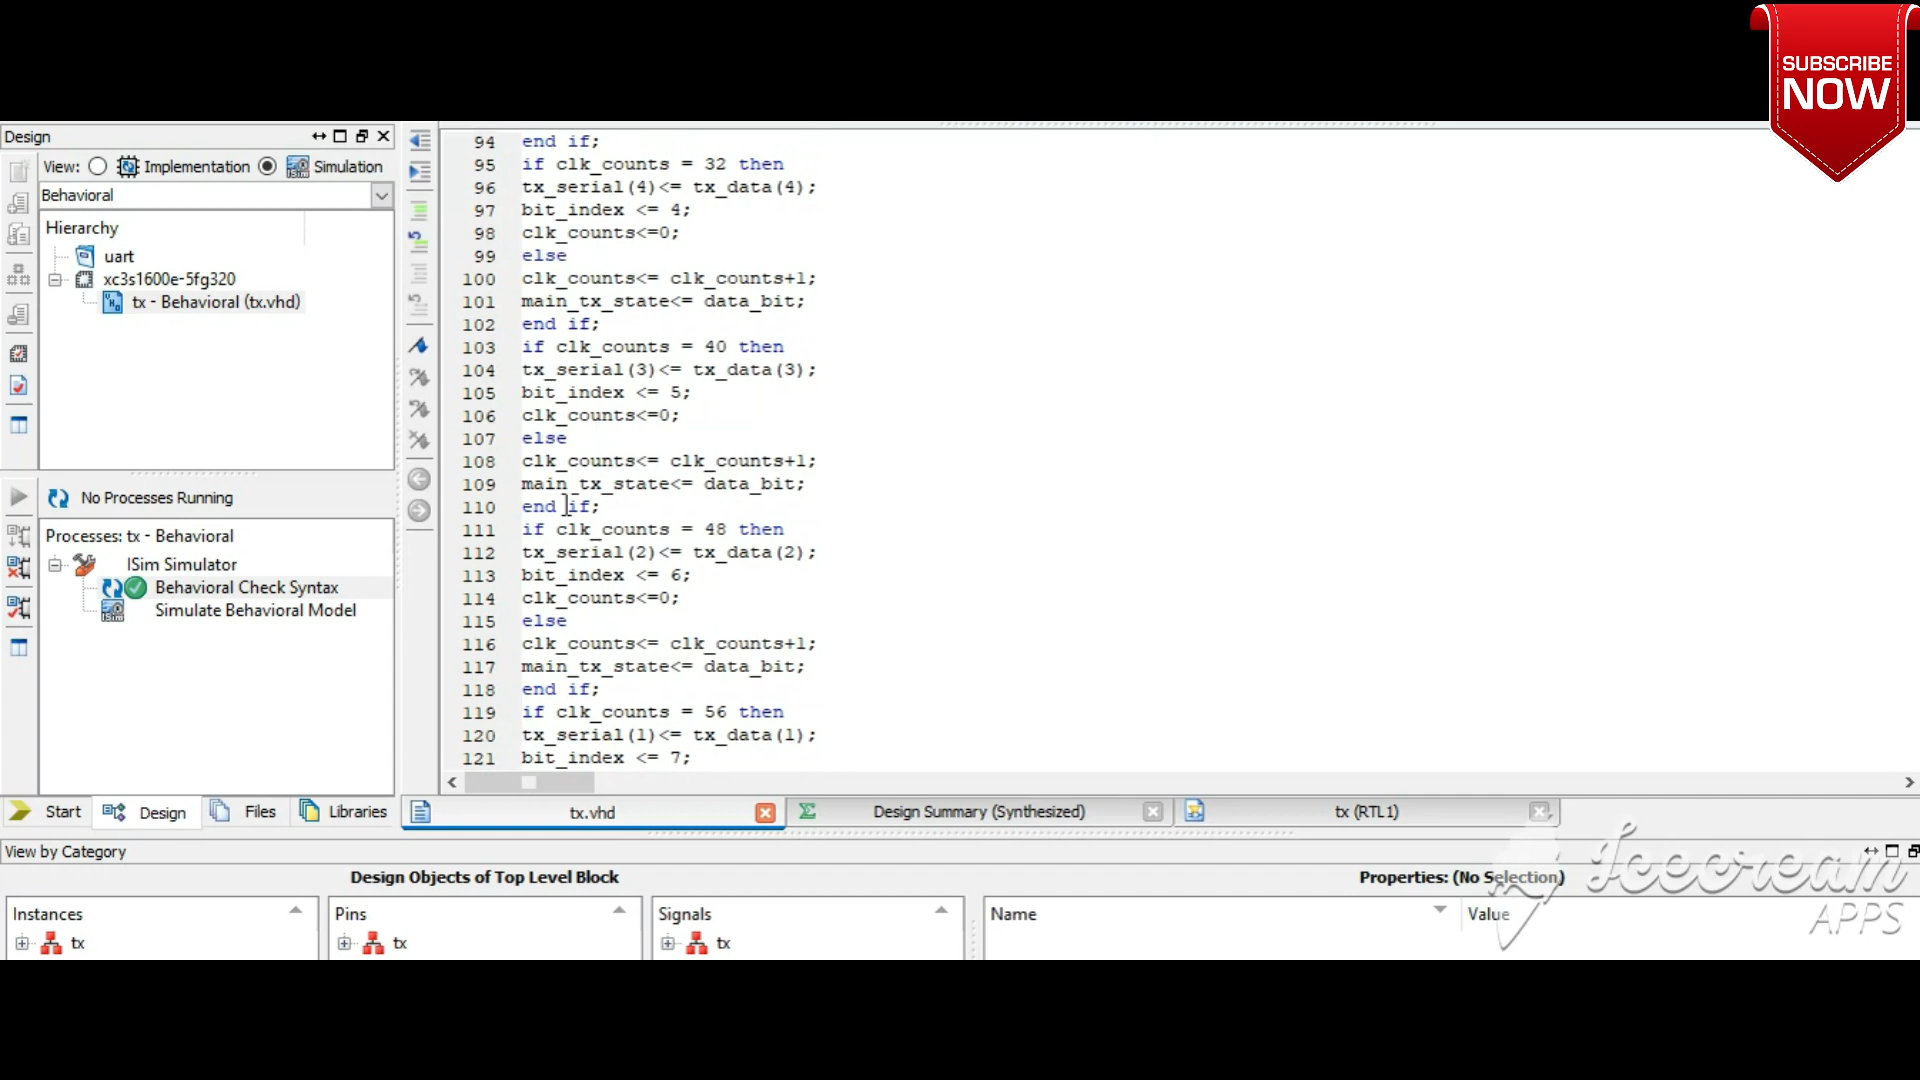 SUBSCRIBE
NOW
Design
View: Implementation Simulation
Behavioral
Hierarchy
uart
xc3s1600e-5fg320
tx - Behavioral (tx.vhd)
No Processes Running
Processes: tx - Behavioral
ISim Simulator
Behavioral Check Syntax
Simulate Behavioral Model
94 end if;
95 if clk_counts = 32 then
96 tx_serial(4)<= tx_data(4);
97 bit_index <= 4;
98 clk_counts<=0;
99 else
100 clk_counts<= clk_counts+1;
101 main_tx_state<= data_bit;
102 end if;
103 if clk_counts = 40 then
104 tx_serial(3)<= tx_data(3);
105 bit_index <= 5;
106 clk_counts<=0;
107 else
108 clk_counts<= clk_counts+1;
109 main_tx_state<= data_bit;
110 end if;
111 if clk_counts = 48 then
112 tx_serial(2)<= tx_data(2);
113 bit_index <= 6;
114 clk_counts<=0;
115 else
116 clk_counts<= clk_counts+1;
117 main_tx_state<= data_bit;
118 end if;
119 if clk_counts = 56 then
120 tx_serial(1)<= tx_data(1);
121 bit_index <= 7;
Start Design Files Libraries
tx.vhd Design Summary (Synthesized) tx (RTL1)
View by Category
Design Objects of Top Level Block Properties: (No Selection)
Instances Pins Signals Name Value
tx tx tx
Icecream
APPS